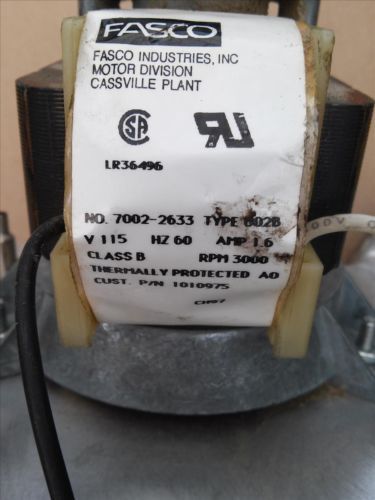 FASCO
FASCO INDUSTRIES, INC
MOTOR DIVISION
CASSVILLE PLANT
LR36496
NO. 7002-2633 TYPE U02B
V 115 HZ 60 AMP 1.6
CLASS B RPM 3000
THERMALLY PROTECTED AO
CUST. P/N 1010975